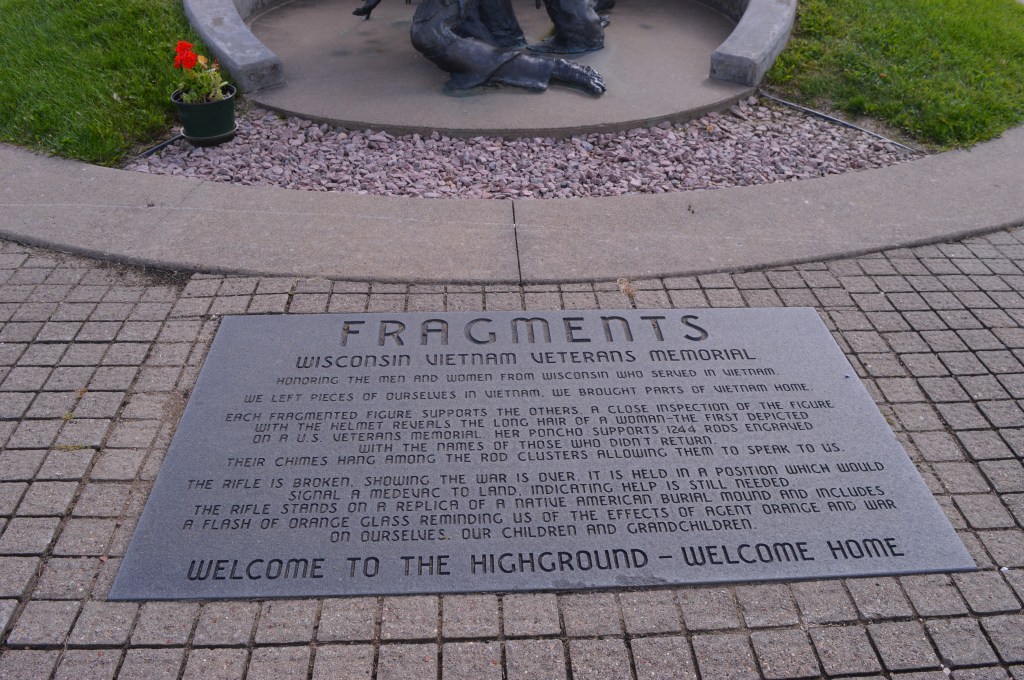 FRAGMENTS
WISCONSIN VIETNAM VETERANS MEMORIAL
HONORING THE MEN AND WOMEN FROM WISCONSIN WHO SERVED IN VIETNAM.
WE LEFT PIECES OF OURSELVES IN VIETNAM. WE BROUGHT PARTS OF VIETNAM HOME.
EACH FRAGMENTED FIGURE SUPPORTS THE OTHERS. A CLOSE INSPECTION OF THE FIGURE
WITH THE HELMET REVEALS THE LONG HAIR OF A WOMAN-THE FIRST DEPICTED
ON A U.S. VETERANS MEMORIAL. HER PONCHO SUPPORTS 1244 RODS ENGRAVED
WITH THE NAMES OF THOSE WHO DIDN'T RETURN.
THEIR CHIMES HANG AMONG THE ROD CLUSTERS ALLOWING THEM TO SPEAK TO US.
THE RIFLE IS BROKEN, SHOWING THE WAR IS OVER. IT IS HELD IN A POSITION WHICH WOULD
SIGNAL A MEDEVAC TO LAND, INDICATING HELP IS STILL NEEDED.
THE RIFLE STANDS ON A REPLICA OF A NATIVE AMERICAN BURIAL MOUND AND INCLUDES
A FLASH OF ORANGE GLASS REMINDING US OF THE EFFECTS OF AGENT ORANGE AND WAR
ON OURSELVES, OUR CHILDREN AND GRANDCHILDREN.
WELCOME TO THE HIGHGROUND – WELCOME HOME